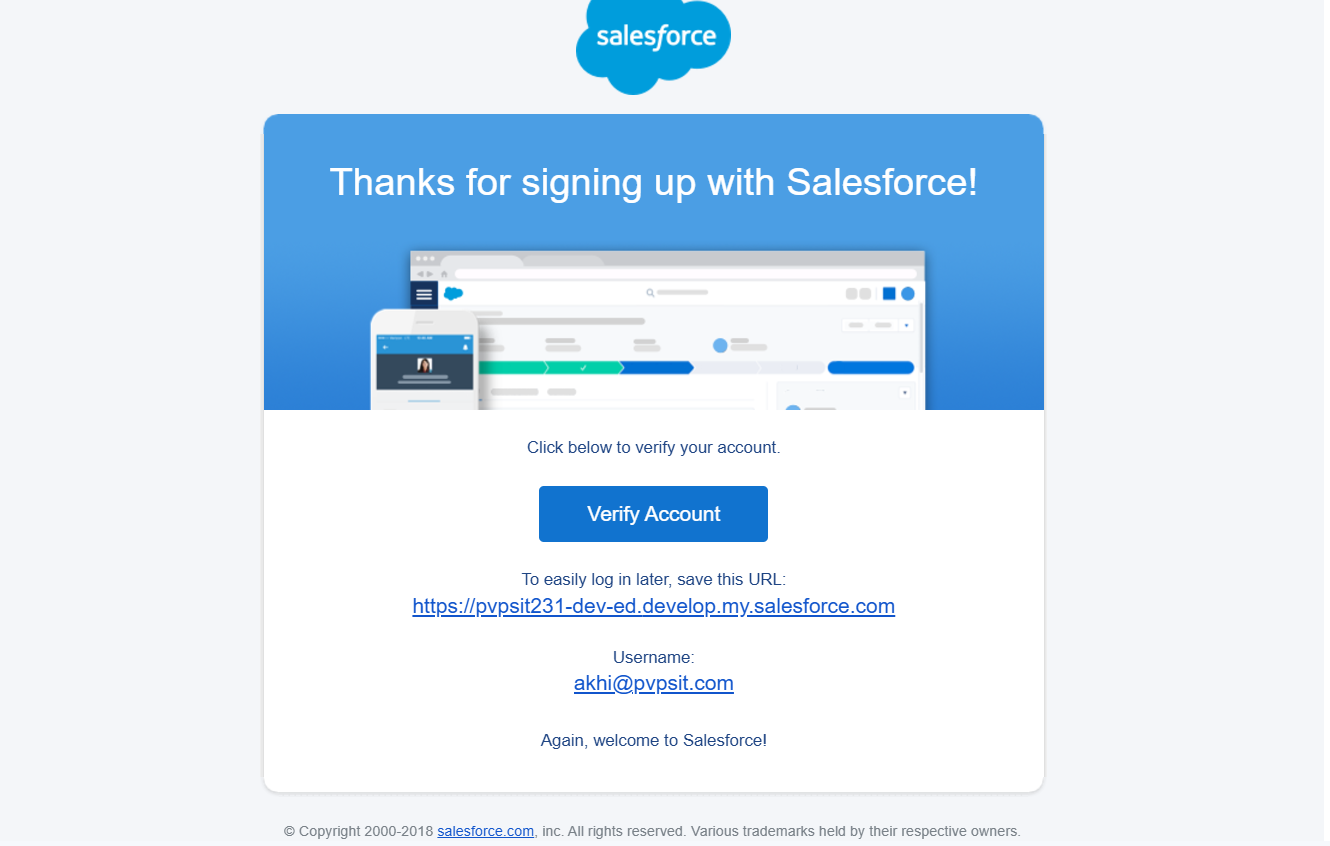 salesforce
Thanks for signing up with Salesforce!
Click below to verify your account.
Verify Account
To easily log in later, save this URL:
https://pvpsit231-dev-ed.develop.my.salesforce.com
Username:
akhi@pvpsit.com
Again, welcome to Salesforce!
© Copyright 2000-2018 salesforce.com, inc. All rights reserved. Various trademarks held by their respective owners.